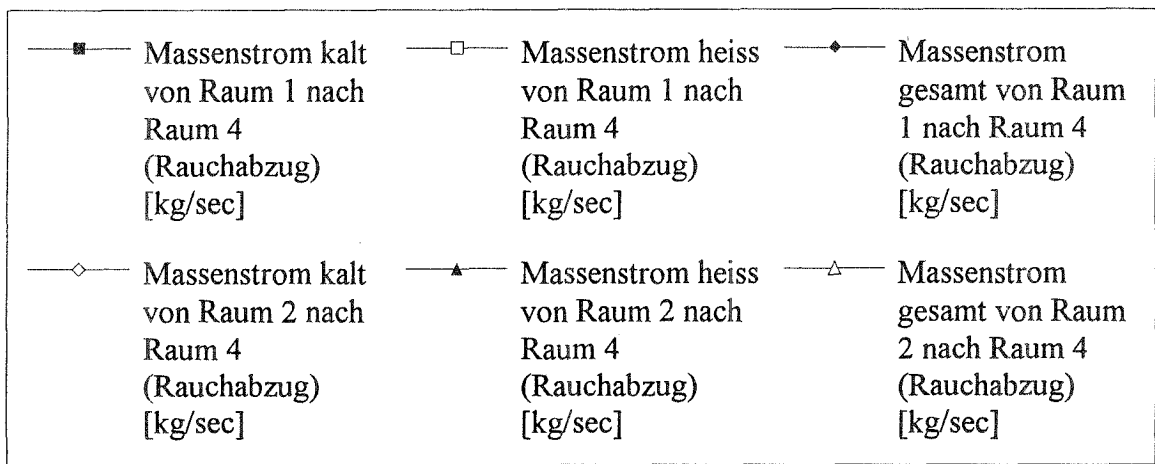 Massenstrom kalt
von Raum 1 nach
Raum 4
(Rauchabzug)
[kg/sec]
Massenstrom heiss
von Raum 1 nach
Raum 4
(Rauchabzug)
[kg/sec]
Massenstrom
gesamt von Raum
1 nach Raum 4
(Rauchabzug)
[kg/sec]
Massenstrom kalt
von Raum 2 nach
Raum 4
(Rauchabzug)
[kg/sec]
Massenstrom heiss
von Raum 2 nach
Raum 4
(Rauchabzug)
[kg/sec]
Massenstrom
gesamt von Raum
2 nach Raum 4
(Rauchabzug)
[kg/sec]